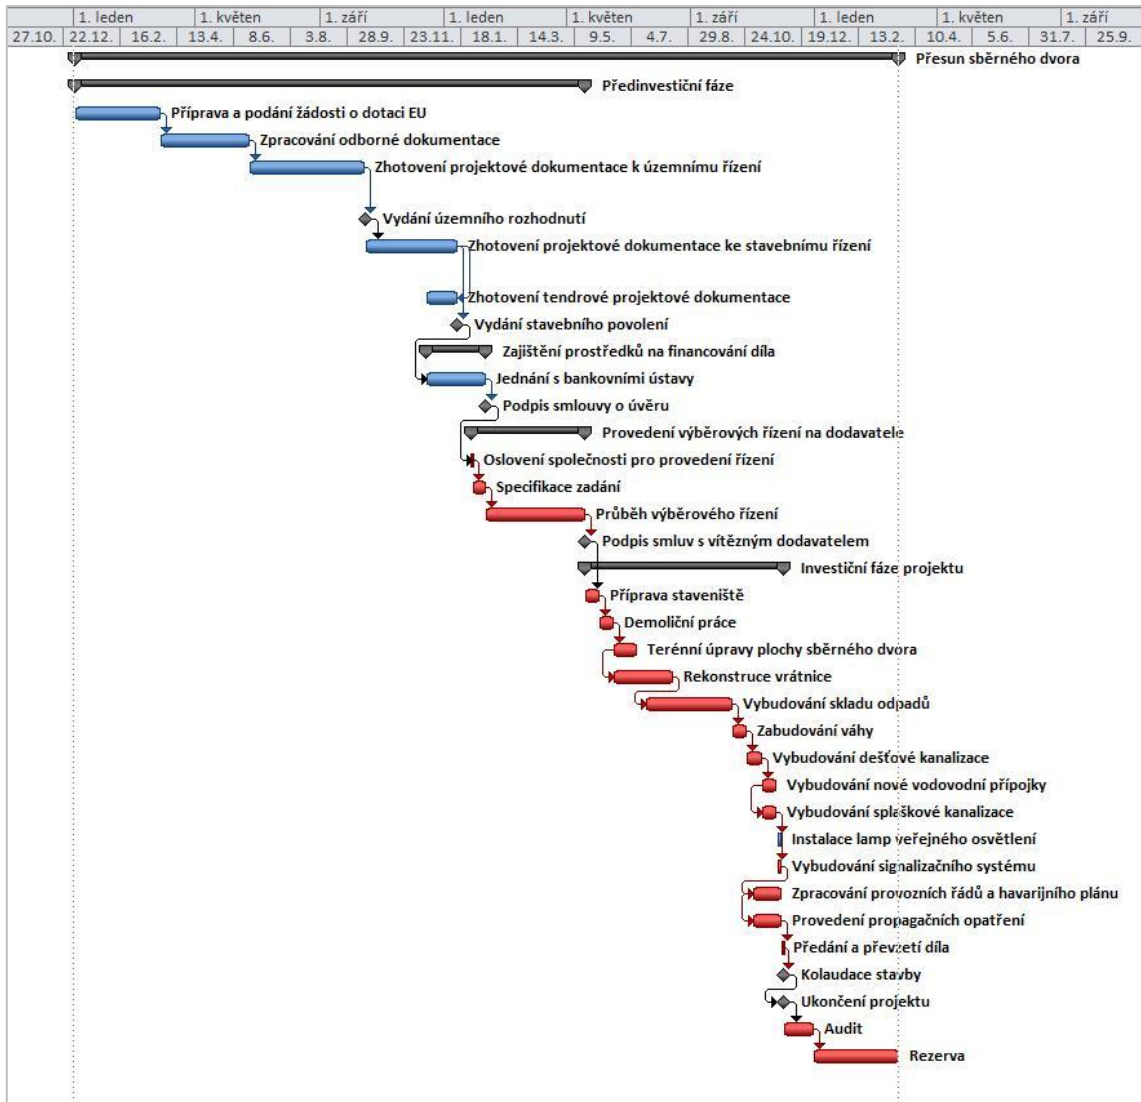 1. leden 1. květen 1. září 1. leden 1. květen 1. září 1. leden 1. květen 1. září
27.10. 22.12. 16.2. 13.4. 8.6. 3.8. 28.9. 23.11. 18.1. 14.3. 9.5. 4.7. 29.8. 24.10. 19.12. 13.2. 10.4. 5.6. 31.7. 25.9.
Přesun sběrného dvora
Předinvestiční fáze
Příprava a podání žádosti o dotaci EU
Zpracování odborné dokumentace
Zhotovení projektové dokumentace k územnímu řízení
Vydání územního rozhodnutí
Zhotovení projektové dokumentace ke stavebnímu řízení
Zhotovení tendrové projektové dokumentace
Vydání stavebního povolení
Zajištění prostředků na financování díla
Jednání s bankovními ústavy
Podpis smlouvy o úvěru
Provedení výběrových řízení na dodavatele
Oslovení společnosti pro provedení řízení
Specifikace zadání
Průběh výběrového řízení
Podpis smluv s vítězným dodavatelem
Investiční fáze projektu
Příprava staveniště
Demoliční práce
Terénní úpravy plochy sběrného dvora
Rekonstruce vrátnice
Vybudování skladu odpadů
Zabudování váhy
Vybudování dešťové kanalizace
Vybudování nové vodovodní přípojky
Vybudování splaškové kanalizace
Instalace lamp veřejného osvětlení
Vybudování signalizačního systému
Zpracování provozních řádů a havarijního plánu
Provedení propagačních opatření
Předání a převzetí díla
Kolaudace stavby
Ukončení projektu
Audit
Rezerva